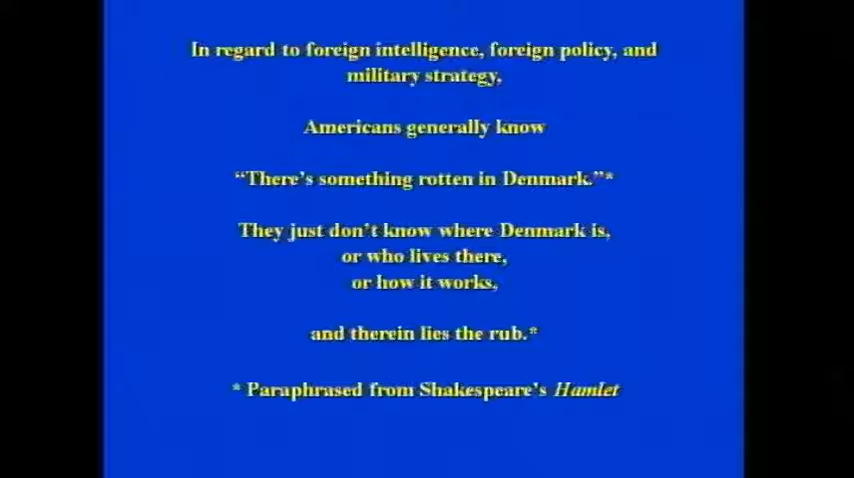 In regard to foreign intelligence, foreign policy, and
military strategy,
Americans generally know
“There’s something rotten in Denmark.”*
They just don’t know where Denmark is,
or who lives there,
or how it works,
and therein lies the rub.*
* Paraphrased from Shakespeare’s Hamlet